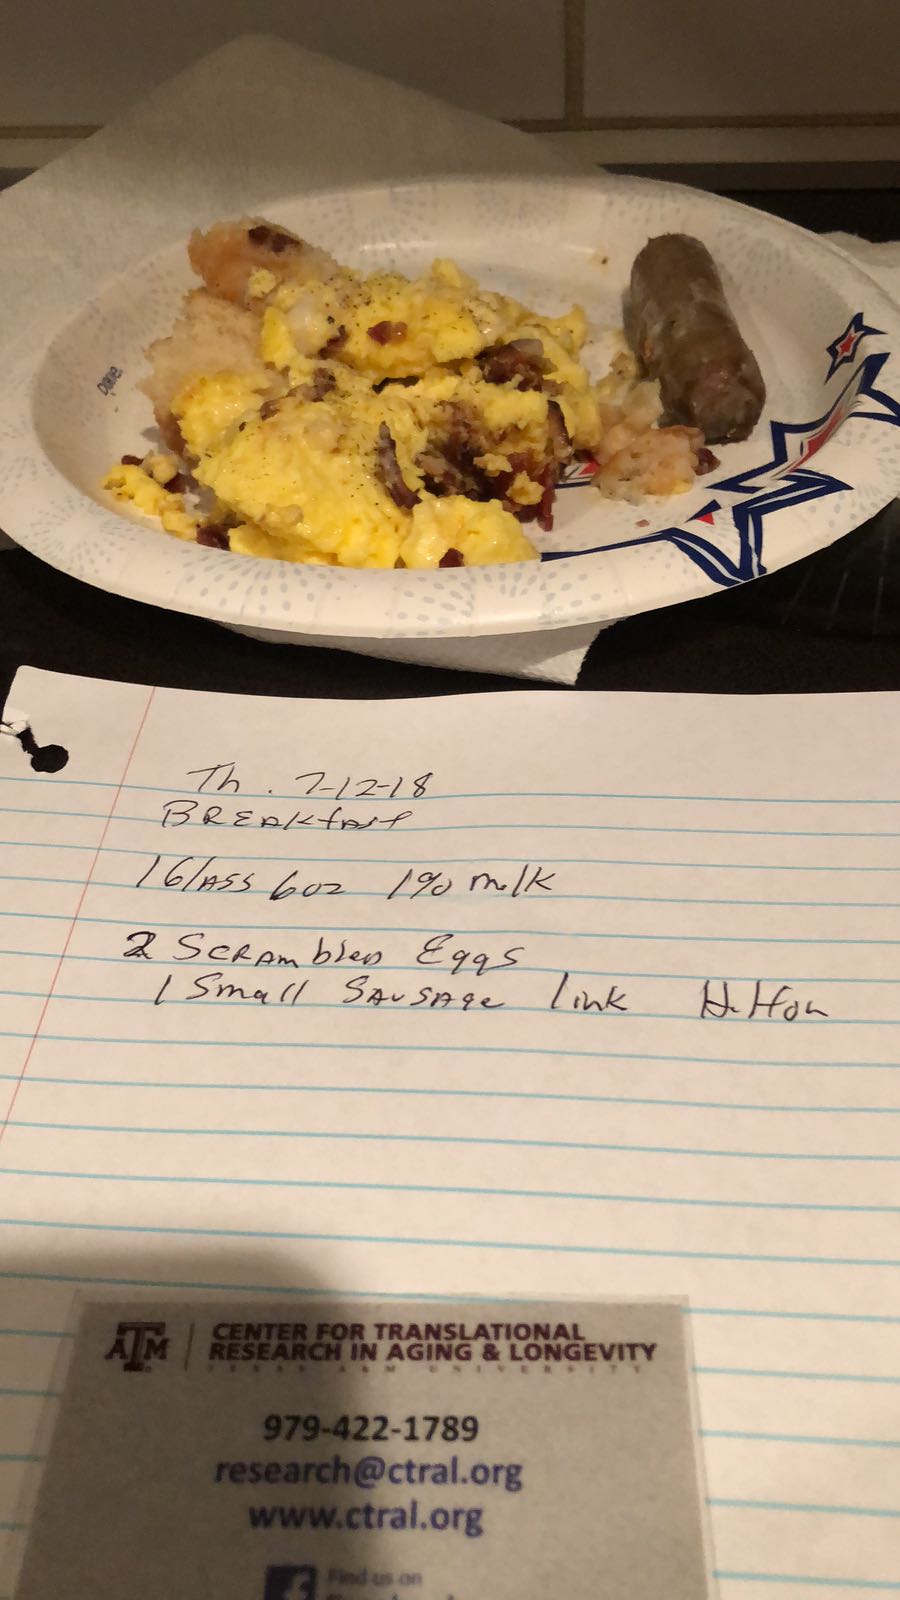 Dixie
Th. 7-12-18
BREAKfAST
1 GlASS 6oz 1% milk
2 SCRAmblED Eggs
1 Small SAUSAge link Hilton
ATM
CENTER FOR TRANSLATIONAL
RESEARCH IN AGING & LONGEVITY
TEXAS A&M UNIVERSITY
979-422-1789
research@ctral.org
www.ctral.org
f Find us on